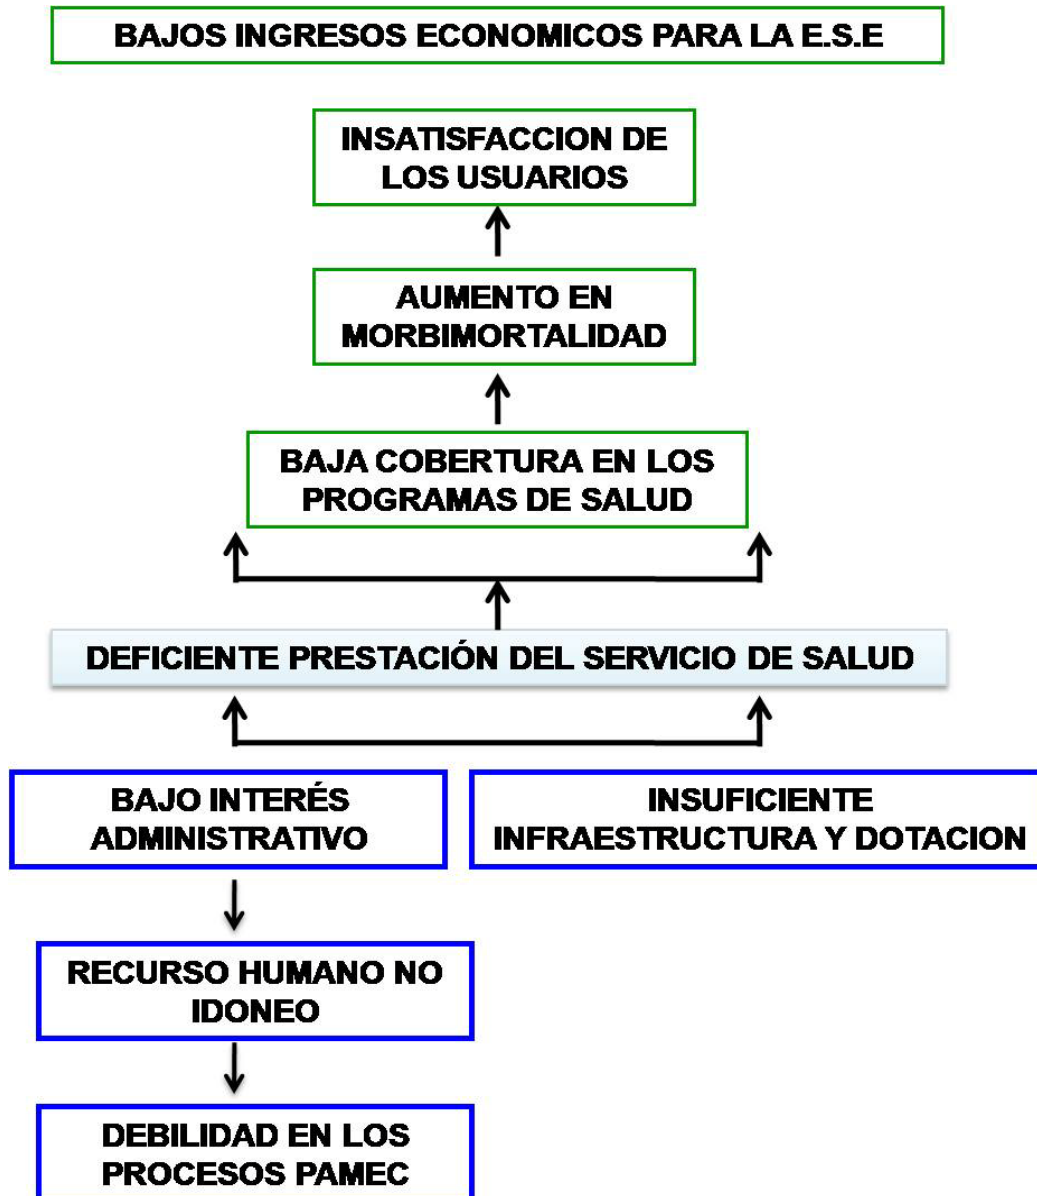 BAJOS INGRESOS ECONOMICOS PARA LA E.S.E
INSATISFACCION DE
LOS USUARIOS
AUMENTO EN
MORBIMORTALIDAD
BAJA COBERTURA EN LOS
PROGRAMAS DE SALUD
DEFICIENTE PRESTACIÓN DEL SERVICIO DE SALUD
BAJO INTERÉS
ADMINISTRATIVO
INSUFICIENTE
INFRAESTRUCTURA Y DOTACION
RECURSO HUMANO NO
IDONEO
DEBILIDAD EN LOS
PROCESOS PAMEC